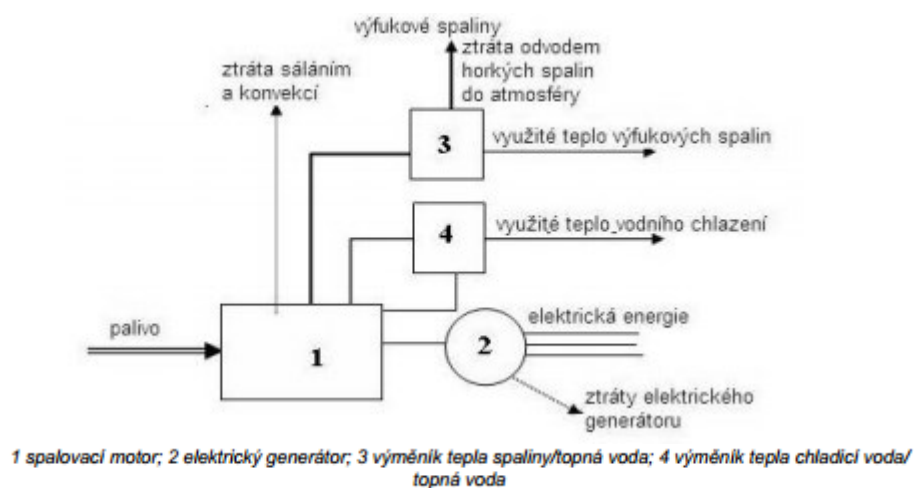 výfukové spaliny
ztráta odvodem
horkých spalin
do atmosféry
ztráta sáláním
a konvekcí
3
využité teplo výfukových spalin
4
využité teplo vodního chlazení
palivo
1
2
elektrická energie
ztráty elektrického
generátoru
1 spalovací motor; 2 elektrický generátor; 3 výměník tepla spaliny/topná voda; 4 výměník tepla chladicí voda/
topná voda